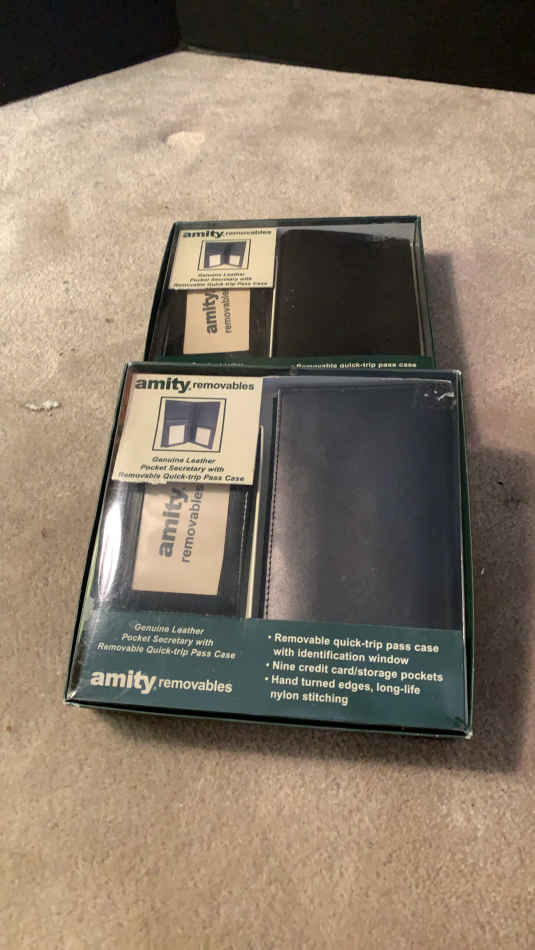 amity removables
Genuine Leather
Pocket Secretary with
Removable Quick-trip Pass Case
amity
removables
• Removable quick-trip pass case
amity removables
Genuine Leather
Pocket Secretary with
Removable Quick-trip Pass Case
amity
removables
Genuine Leather
Pocket Secretary with
Removable Quick-trip Pass Case
amity removables
• Removable quick-trip pass case
with identification window
• Nine credit card/storage pockets
• Hand turned edges, long-life
nylon stitching